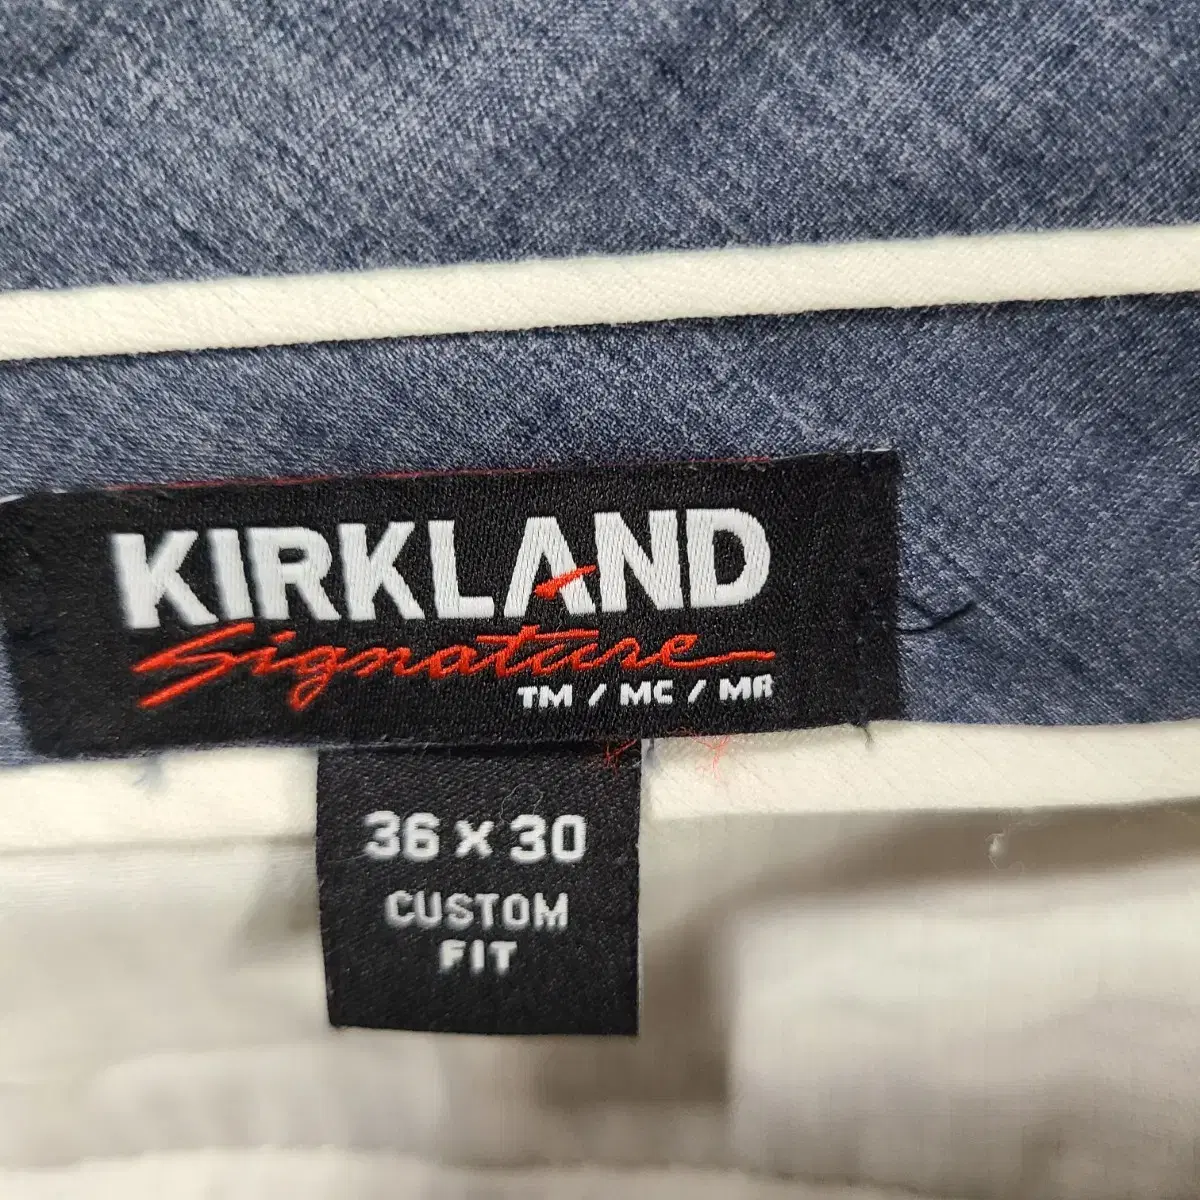 KIRKLAND
Signature
TM / MC / MR
36 x 30
CUSTOM
FIT